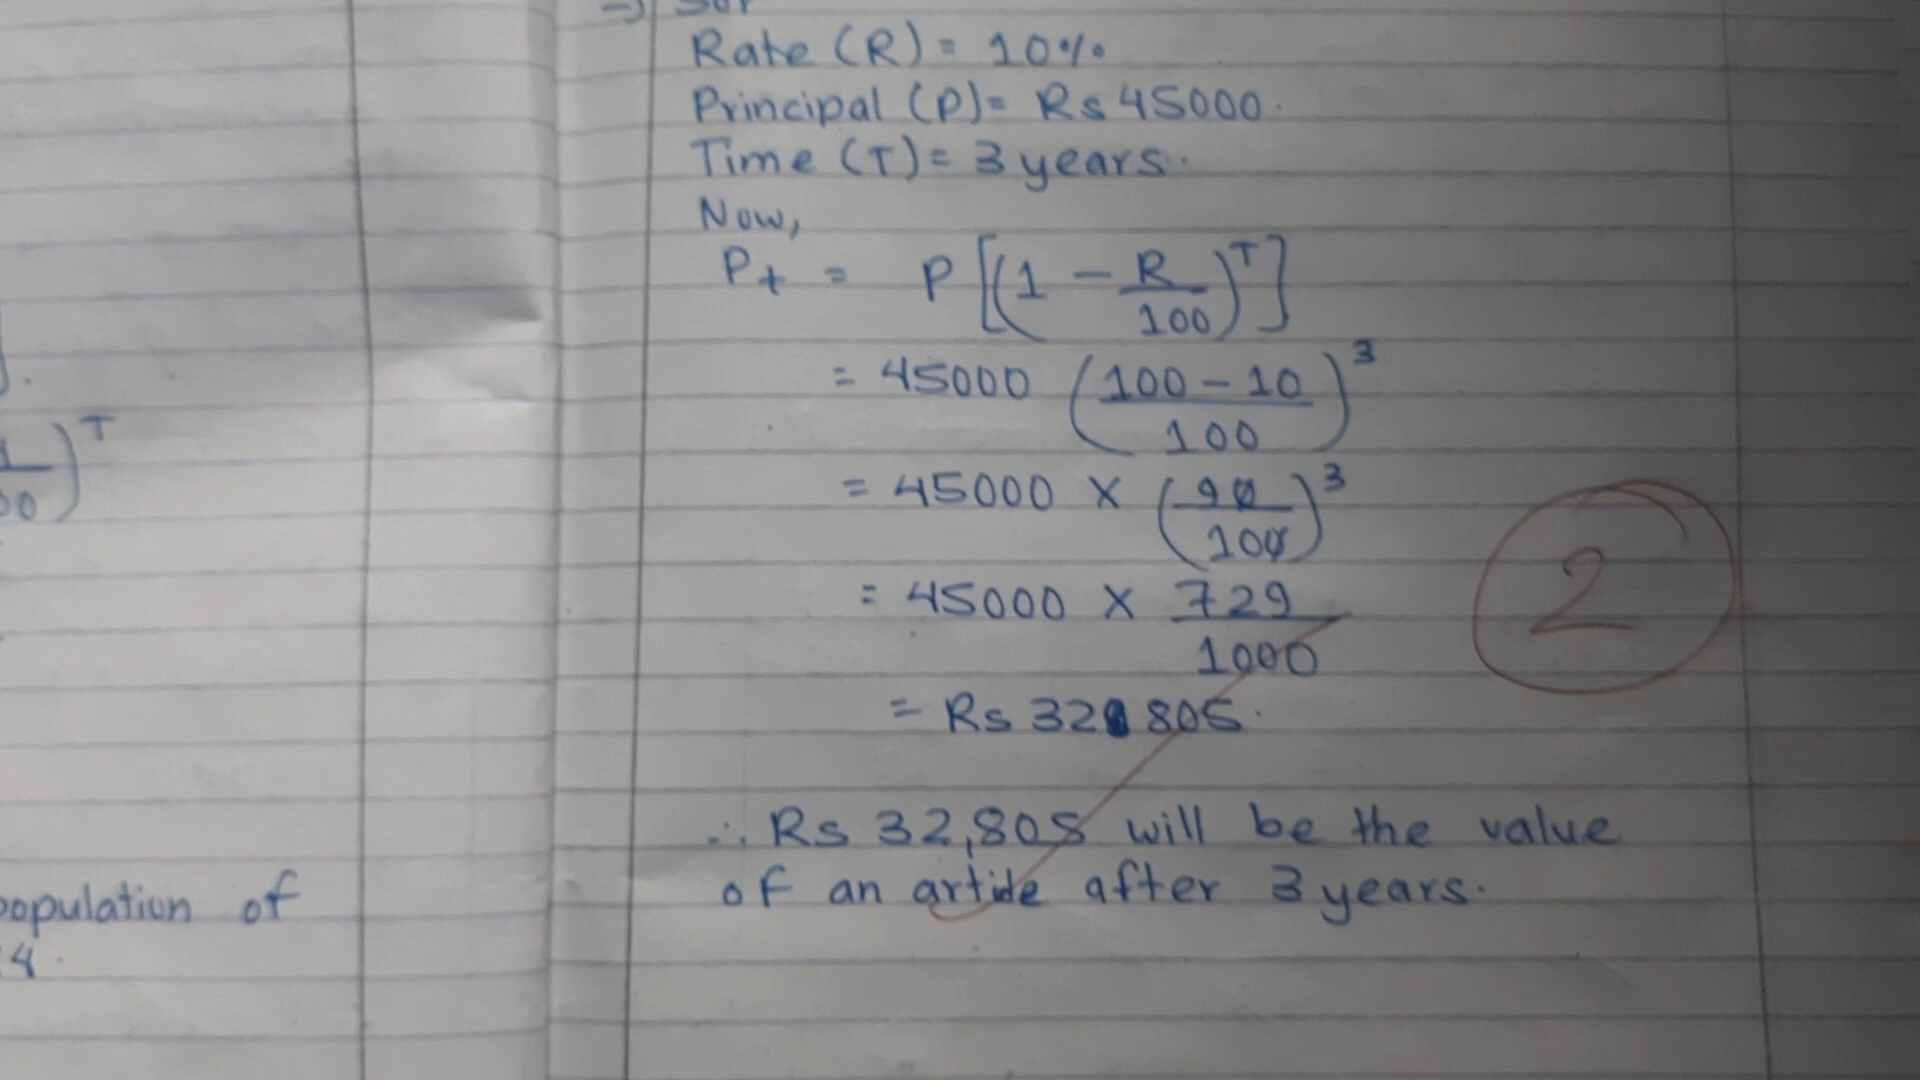 Rate (R) = 10%
Principal (P) = Rs 45000.
Time (T) = 3 years.
Now,
Pt = P [(1 - R/100)^T]
= 45000 ((100 - 10)/100)^3
= 45000 × (90/100)^3
= 45000 × 729/1000
= Rs 32805.
∴ Rs 32,805 will be the value
of an article after 3 years.
2
)^T
population of
4.